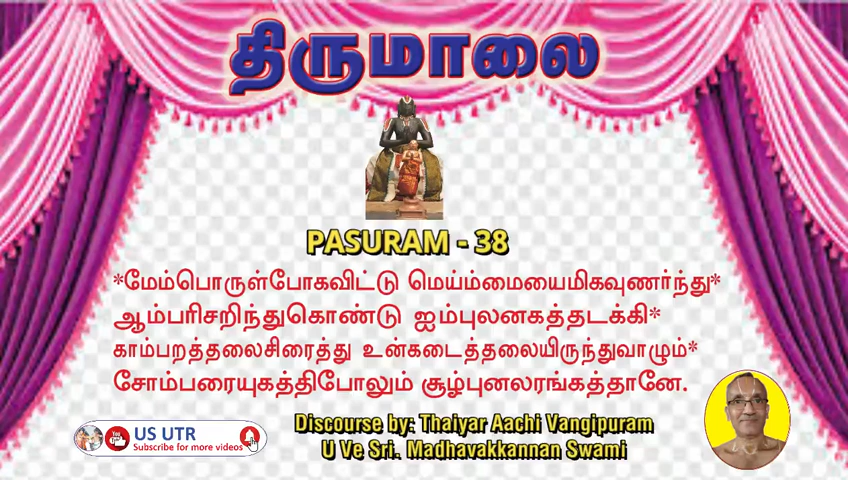 திருமாலை
PASURAM - 38
*மேம்பொருள்போகவிட்டு மெய்ம்மையைமிகவுணர்ந்து*
ஆம்பரிசறிந்துகொண்டு ஐம்புலனகத்தடக்கி*
காம்பறத்தலைசிரைத்து உன்கடைத்தலையிருந்துவாழும்*
சோம்பரையுகத்திபோலும் சூழ்புனலரங்கத்தானே.
Discourse by: Thaiyar Aachi Vangipuram
U Ve Sri. Madhavakkannan Swami
US UTR
Subscribe for more videos